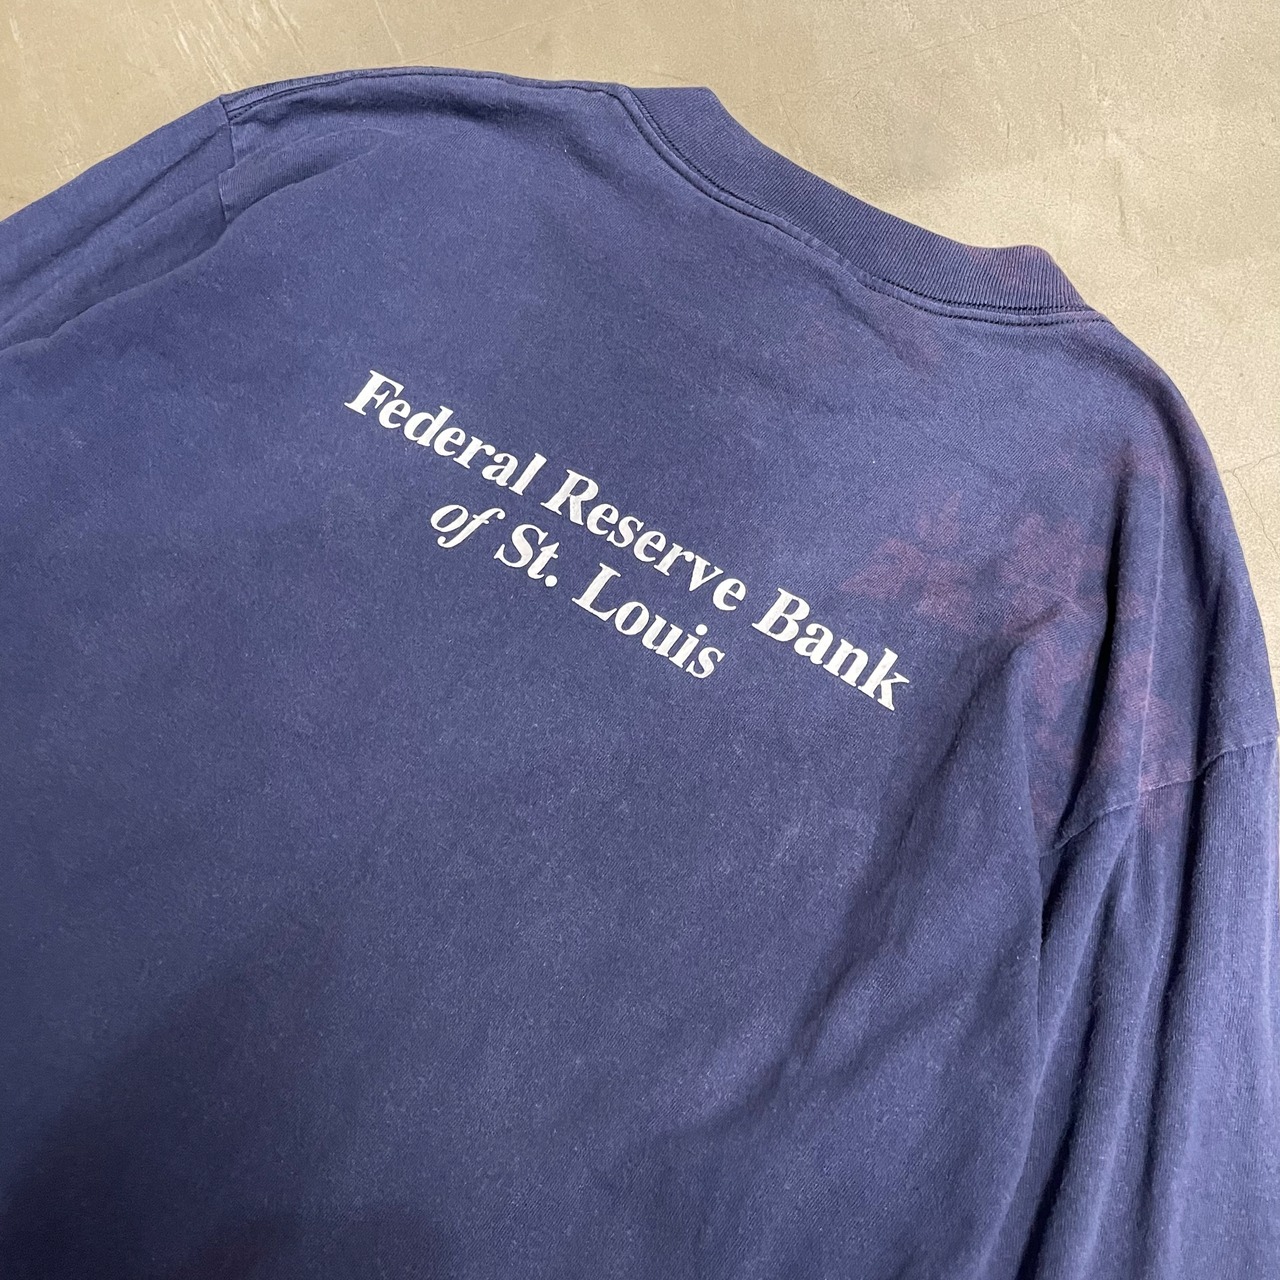 Federal Reserve Bank
of St. Louis